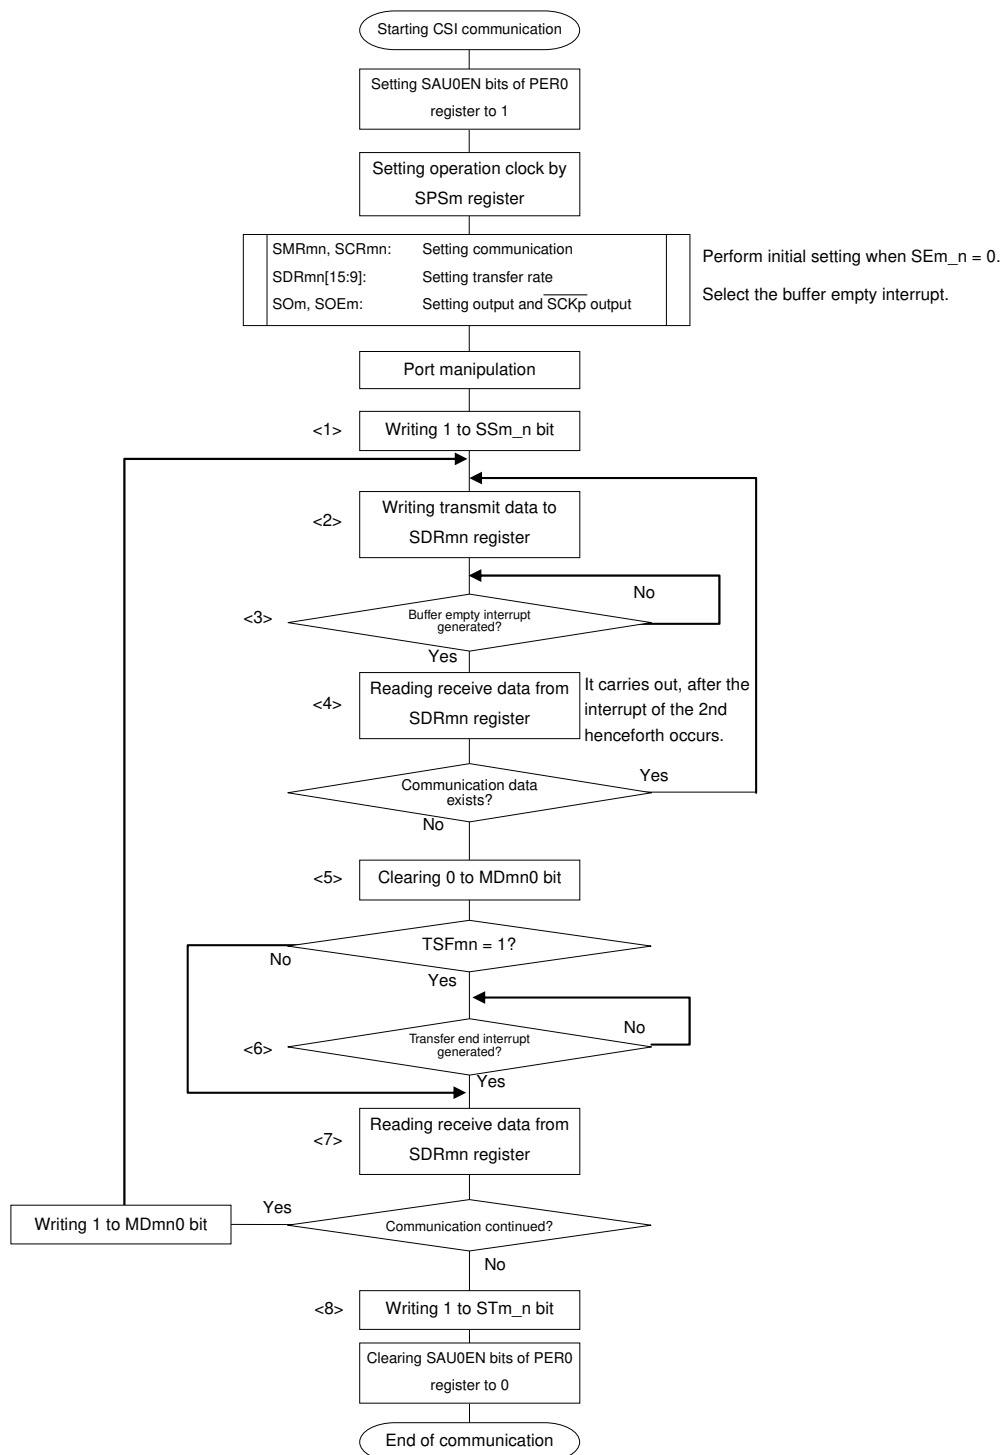 Starting CSI communication
Setting SAU0EN bits of PER0
register to 1
Setting operation clock by
SPSm register
SMRmn, SCRmn: Setting communication
SDRmn[15:9]: Setting transfer rate
SOm, SOEm: Setting output and S̅C̅K̅p̅ output
Perform initial setting when SEm_n = 0.
Select the buffer empty interrupt.
Port manipulation
<1> Writing 1 to SSm_n bit
Writing transmit data to
<2>
SDRmn register
No
Buffer empty interrupt
<3>
generated?
Yes
Reading receive data from
<4>
SDRmn register
It carries out, after the
interrupt of the 2nd
henceforth occurs.
Yes
Communication data
exists?
No
<5> Clearing 0 to MDmn0 bit
TSFmn = 1?
No
Yes
No
Transfer end interrupt
<6>
generated?
Yes
Reading receive data from
<7>
SDRmn register
Yes
Writing 1 to MDmn0 bit
Communication continued?
No
<8> Writing 1 to STm_n bit
Clearing SAU0EN bits of PER0
register to 0
End of communication